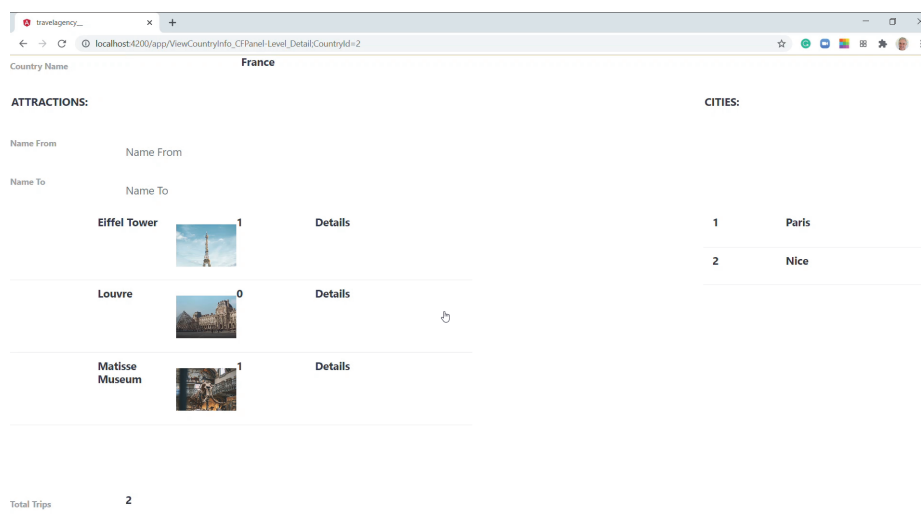 travelagency_
localhost:4200/app/ViewCountryInfo_CFPanel-Level_Detail;CountryId=2
Country Name France
ATTRACTIONS: CITIES:
Name From Name From
Name To Name To
Eiffel Tower 1 Details 1 Paris
2 Nice
Louvre 0 Details
Matisse 1 Details
Museum
Total Trips 2